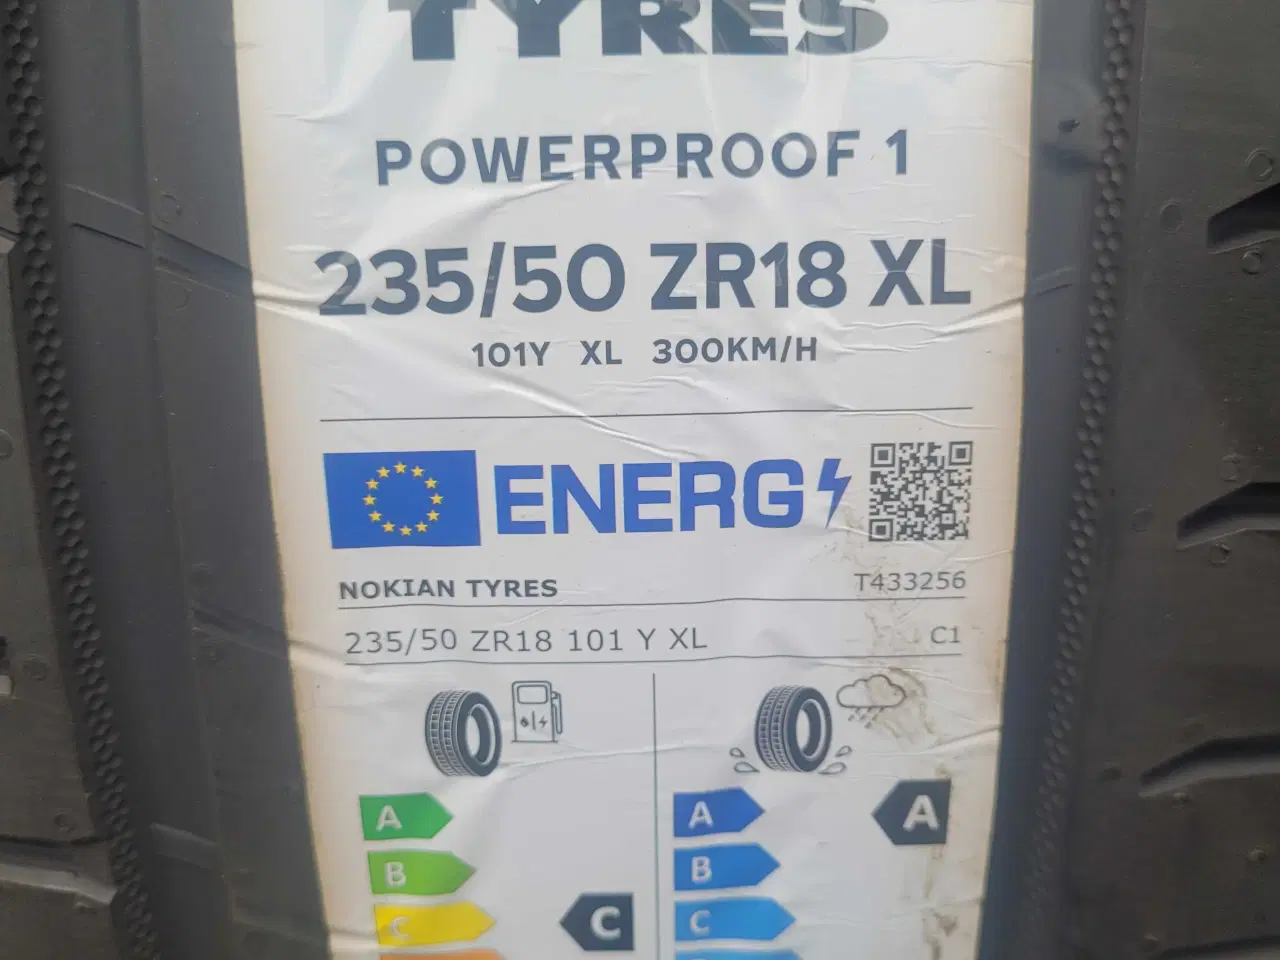 TYRES
POWERPROOF 1
235/50 ZR18 XL
101Y XL 300KM/H
ENERG
NOKIAN TYRES T433256
235/50 ZR18 101 Y XL C1
A A A
B B
C C C